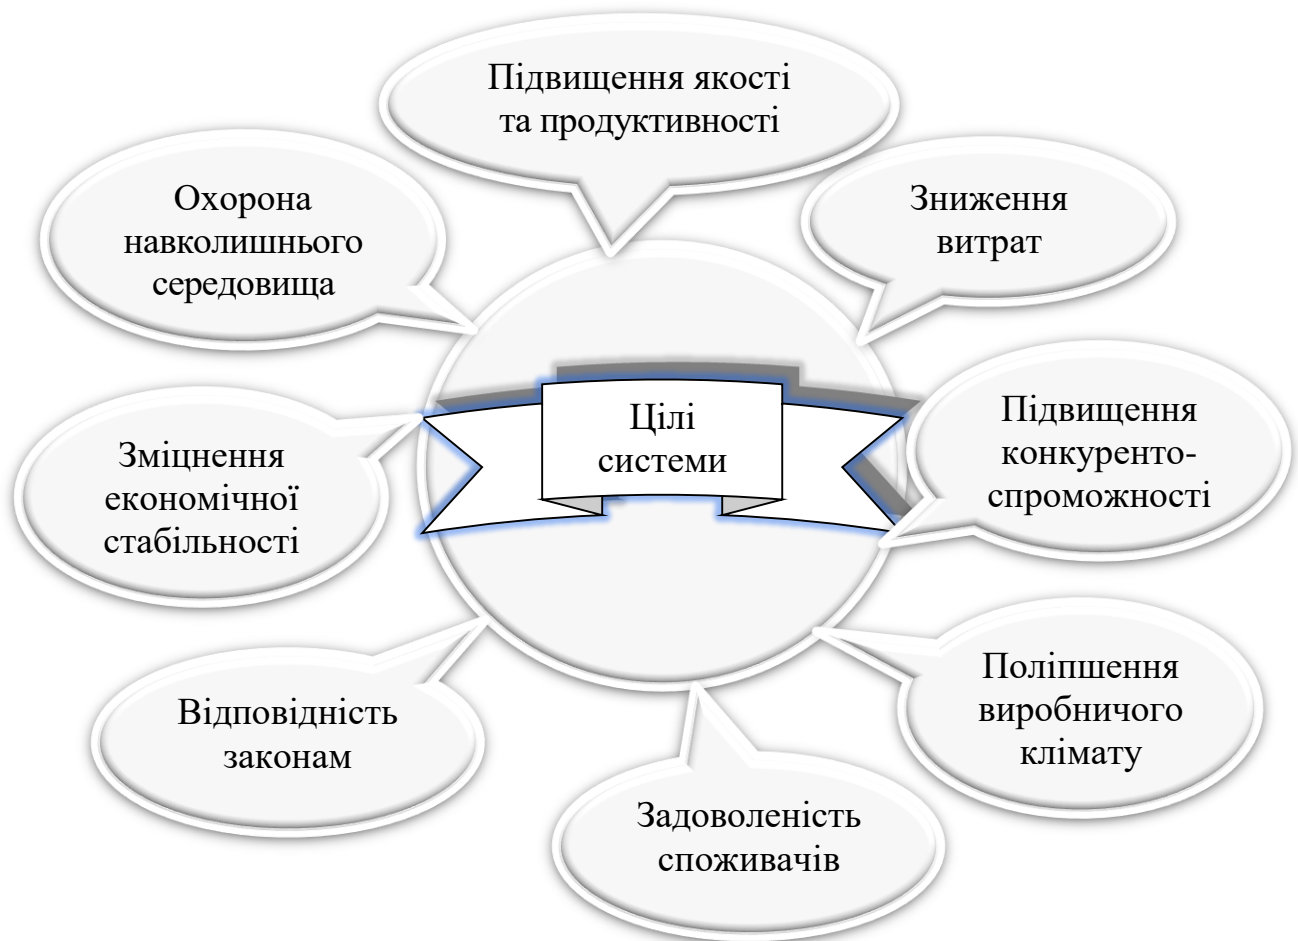 Підвищення якості
та продуктивності
Зниження
витрат
Підвищення
конкуренто-
спроможності
Поліпшення
виробничого
клімату
Задоволеність
споживачів
Відповідність
законам
Зміцнення
економічної
стабільності
Охорона
навколишнього
середовища
Цілі
системи